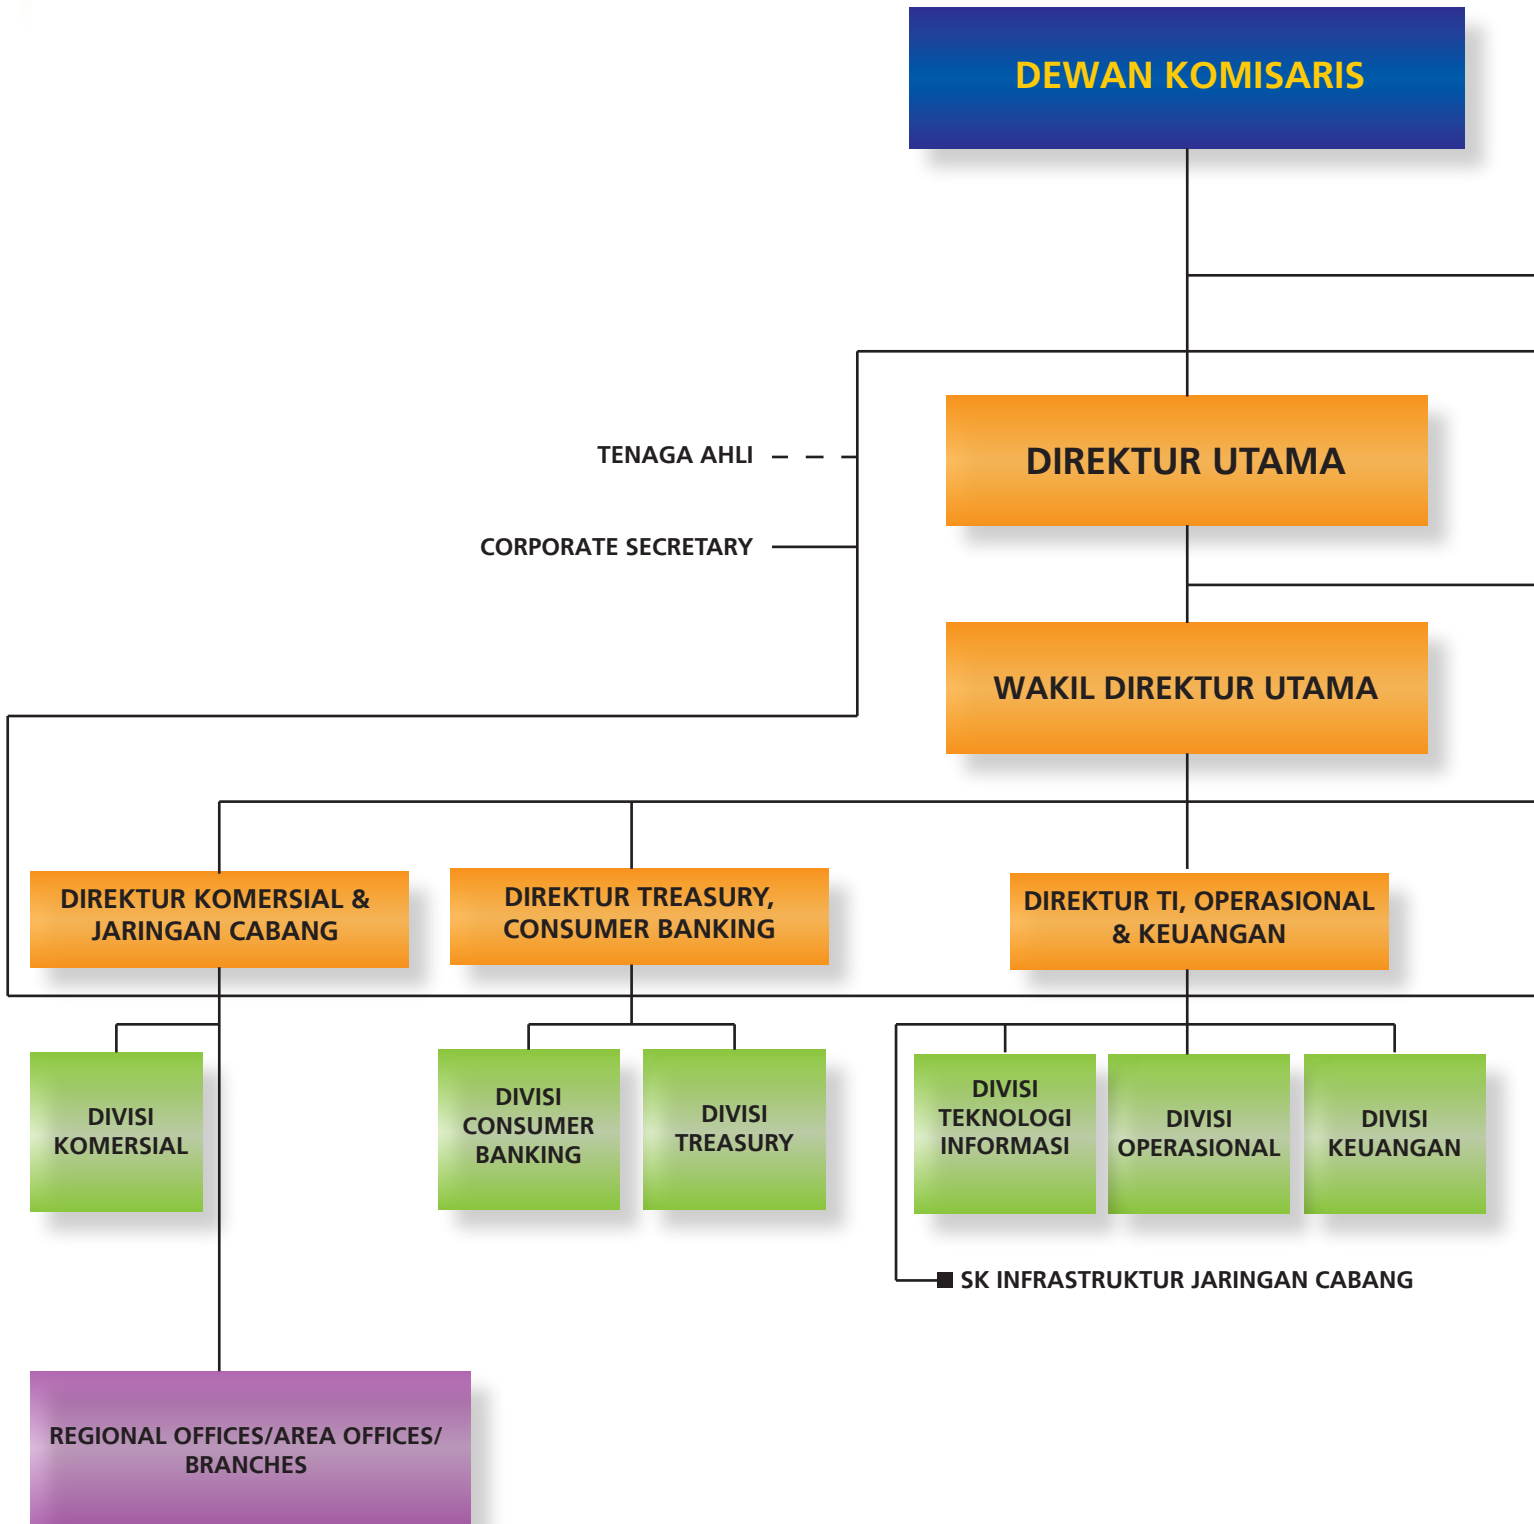 DEWAN KOMISARIS
TENAGA AHLI
DIREKTUR UTAMA
CORPORATE SECRETARY
WAKIL DIREKTUR UTAMA
DIREKTUR KOMERSIAL &
JARINGAN CABANG
DIREKTUR TREASURY,
CONSUMER BANKING
DIREKTUR TI, OPERASIONAL
& KEUANGAN
DIVISI
KOMERSIAL
DIVISI
CONSUMER
BANKING
DIVISI
TREASURY
DIVISI
TEKNOLOGI
INFORMASI
DIVISI
OPERASIONAL
DIVISI
KEUANGAN
SK INFRASTRUKTUR JARINGAN CABANG
REGIONAL OFFICES/AREA OFFICES/
BRANCHES